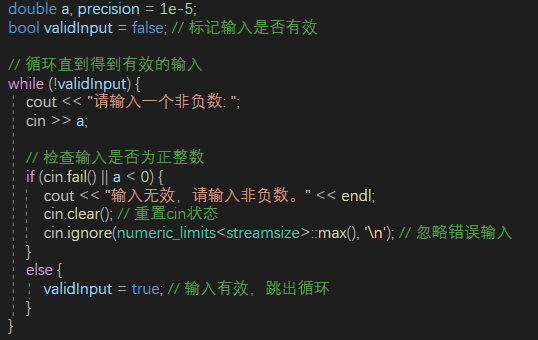 double a, precision = 1e-5;
bool validInput = false; // 标记输入是否有效
// 循环直到得到有效的输入
while (!validInput) {
cout << "请输入一个非负数: ";
cin >> a;
// 检查输入是否为正整数
if (cin.fail() || a < 0) {
cout << "输入无效，请输入非负数。" << endl;
cin.clear(); // 重置cin状态
cin.ignore(numeric_limits<streamsize>::max(), '\n'); // 忽略错误输入
}
else {
validInput = true; // 输入有效，跳出循环
}
}